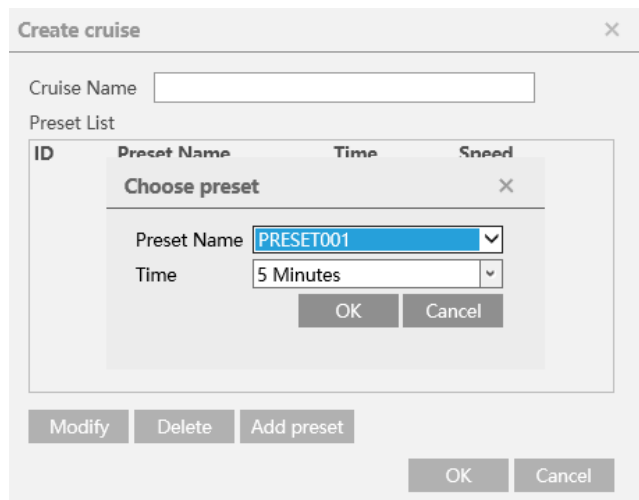 Create cruise
Cruise Name
Preset List
ID Preset Name Time Speed
Choose preset
Preset Name PRESET001
Time 5 Minutes
OK Cancel
Modify Delete Add preset
OK Cancel